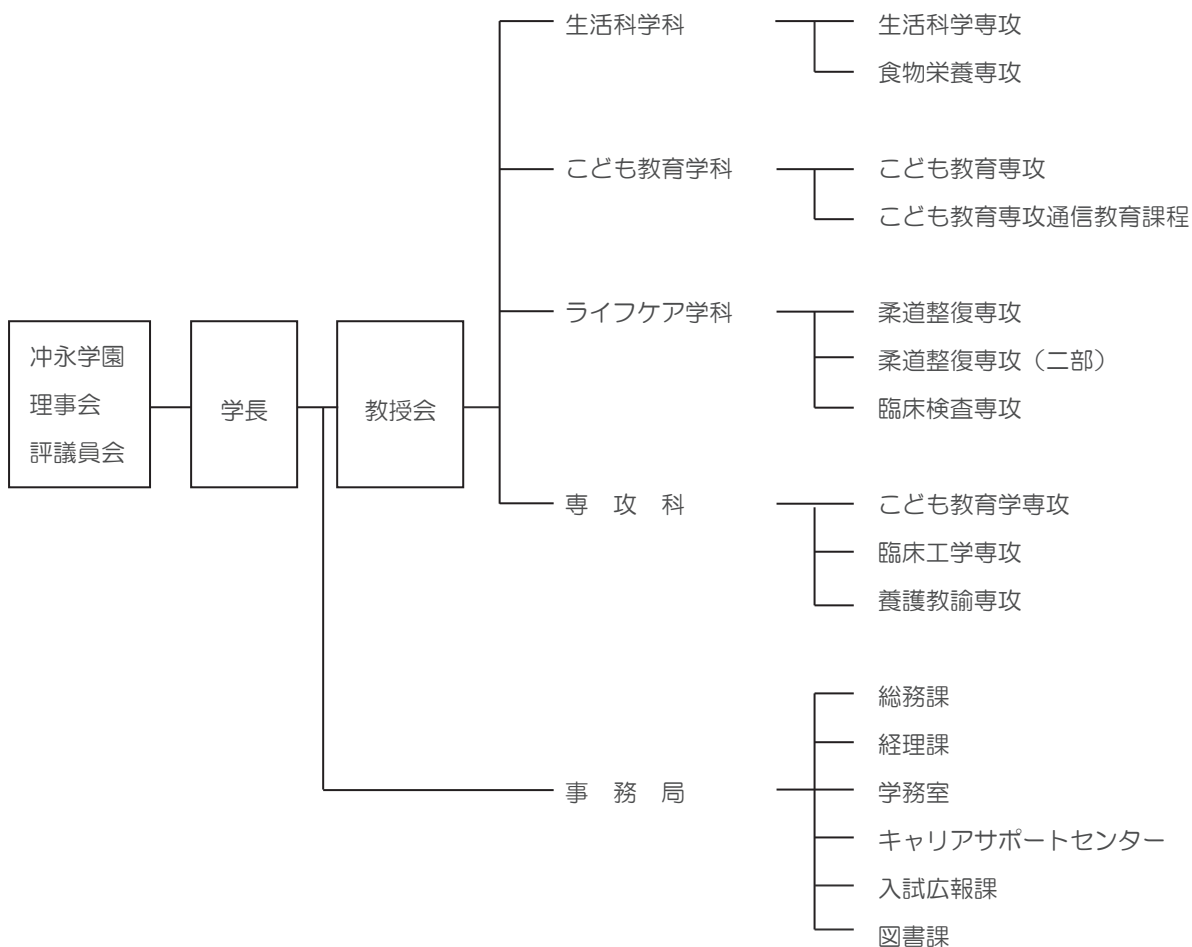 冲永学園
理事会
評議員会
学長
教授会
生活科学科
生活科学専攻
食物栄養専攻
こども教育学科
こども教育専攻
こども教育専攻通信教育課程
ライフケア学科
柔道整復専攻
柔道整復専攻（二部）
臨床検査専攻
専　攻　科
こども教育学専攻
臨床工学専攻
養護教諭専攻
事　務　局
総務課
経理課
学務室
キャリアサポートセンター
入試広報課
図書課